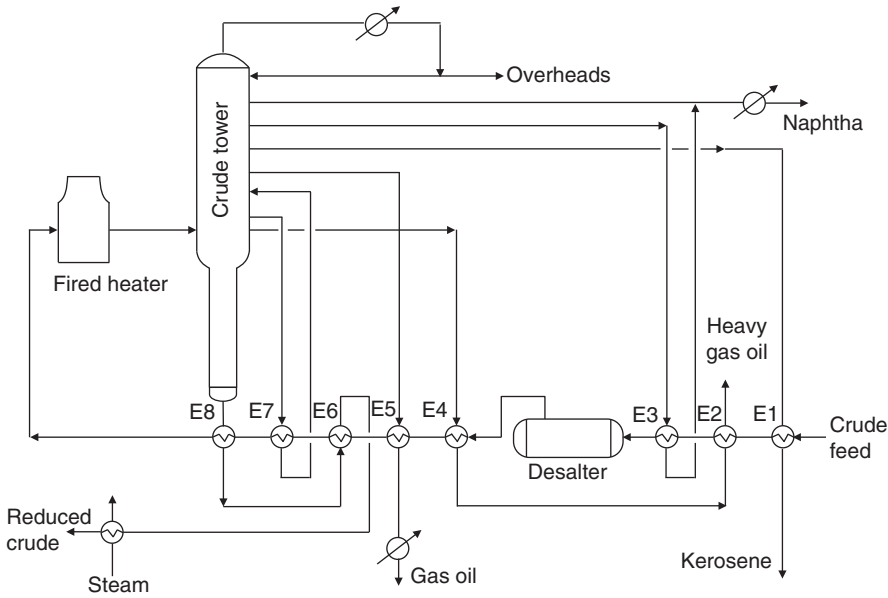 Overheads
Naphtha
Crude tower
Fired heater
Heavy
gas oil
E8
E7
E6
E5
E4
E3
E2
E1
Crude
feed
Desalter
Reduced
crude
Steam
Gas oil
Kerosene